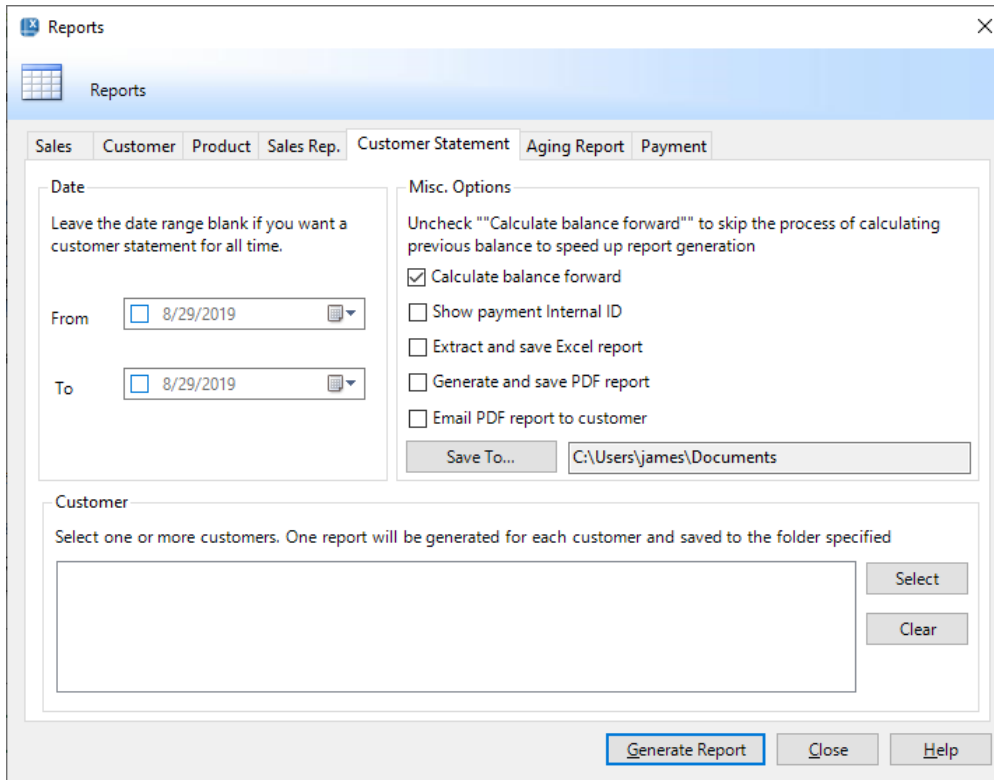 Reports
Reports
Sales Customer Product Sales Rep. Customer Statement Aging Report Payment
Date
Leave the date range blank if you want a
customer statement for all time.
From 8/29/2019
To 8/29/2019
Misc. Options
Uncheck ""Calculate balance forward"" to skip the process of calculating
previous balance to speed up report generation
Calculate balance forward
Show payment Internal ID
Extract and save Excel report
Generate and save PDF report
Email PDF report to customer
Save To... C:\Users\james\Documents
Customer
Select one or more customers. One report will be generated for each customer and saved to the folder specified
Select
Clear
Generate Report Close Help